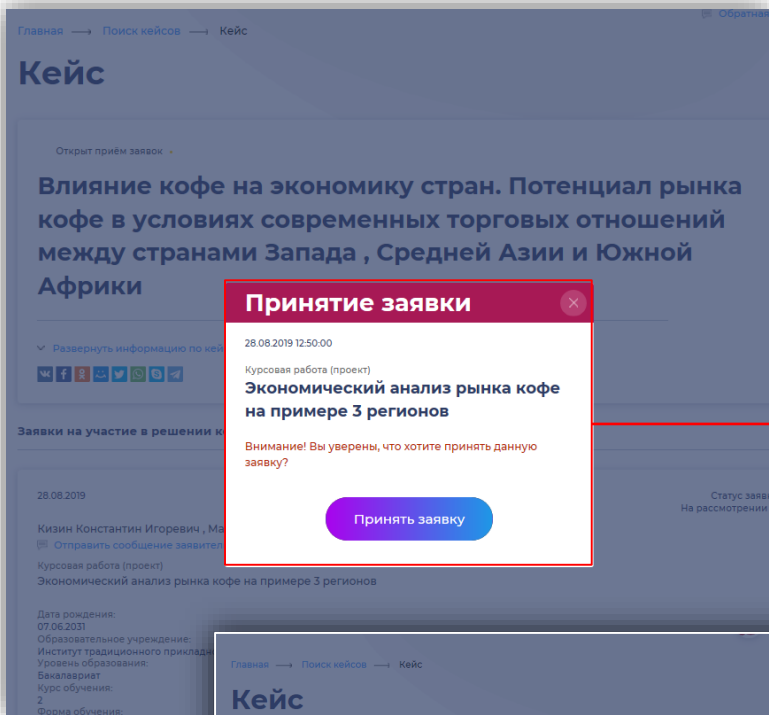 Обратная
Главная → Поиск кейсов → Кейс
Кейс
Открыт приём заявок
Влияние кофе на экономику стран. Потенциал рынка
кофе в условиях современных торговых отношений
между странами Запада , Средней Азии и Южной
Африки
Развернуть информацию по кей
Заявки на участие в решении к
Принятие заявки
28.08.2019 12:50:00
Курсовая работа (проект)
Экономический анализ рынка кофе
на примере 3 регионов
Внимание! Вы уверены, что хотите принять данную
заявку?
Принять заявку
28.08.2019
Статус заяв
На рассмотрении
Кизин Константин Игоревич , Ма
Отправить сообщение заявител
Курсовая работа (проект)
Экономический анализ рынка кофе на примере 3 регионов
Дата рождения:
07.06.2031
Образовательное учреждение:
Институт традиционного приклад
Уровень образования:
Бакалавриат
Курс обучения:
2
Форма обучения:
Главная → Поиск кейсов → Кейс
Кейс